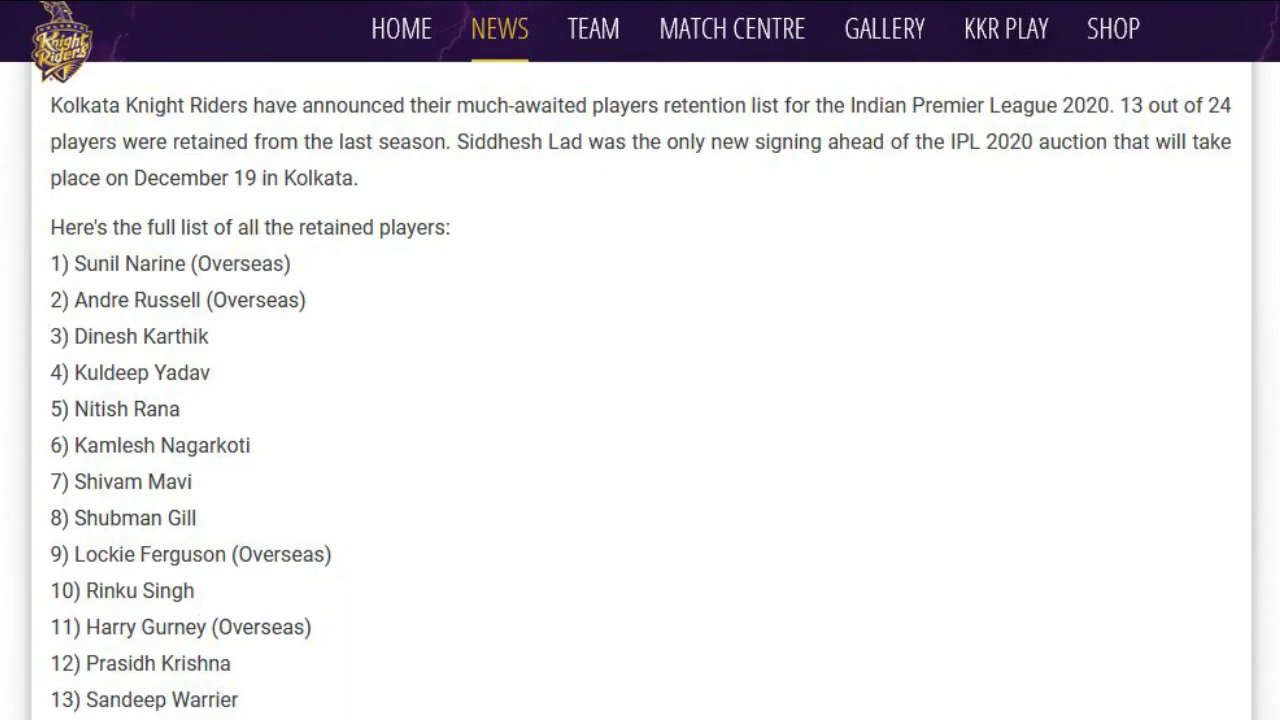 Knight
Riders
HOME NEWS TEAM MATCH CENTRE GALLERY KKR PLAY SHOP
Kolkata Knight Riders have announced their much-awaited players retention list for the Indian Premier League 2020. 13 out of 24
players were retained from the last season. Siddhesh Lad was the only new signing ahead of the IPL 2020 auction that will take
place on December 19 in Kolkata.
Here's the full list of all the retained players:
1) Sunil Narine (Overseas)
2) Andre Russell (Overseas)
3) Dinesh Karthik
4) Kuldeep Yadav
5) Nitish Rana
6) Kamlesh Nagarkoti
7) Shivam Mavi
8) Shubman Gill
9) Lockie Ferguson (Overseas)
10) Rinku Singh
11) Harry Gurney (Overseas)
12) Prasidh Krishna
13) Sandeep Warrier